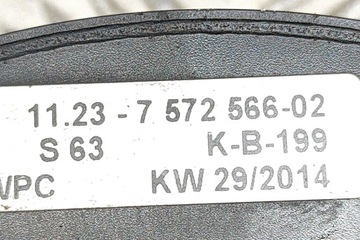 11.23 - 7 572 566-02
S 63 K-B-199
WPC KW 29/2014